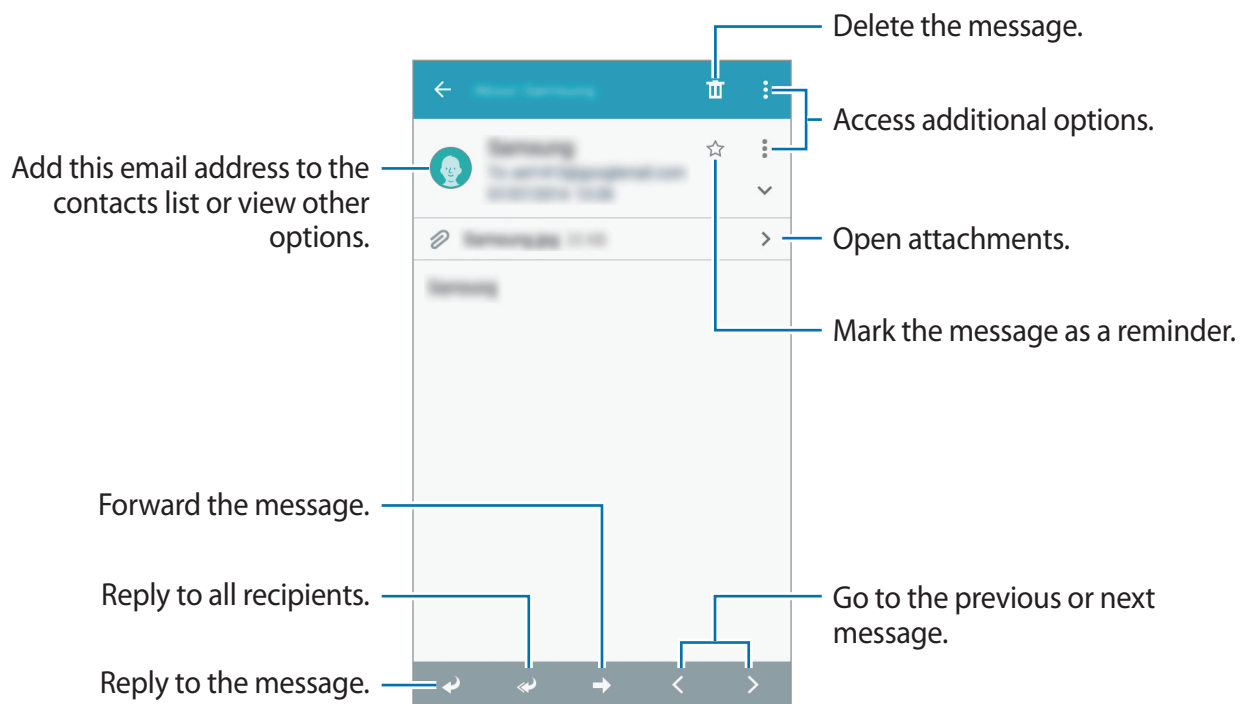 Delete the message.
Access additional options.
Add this email address to the
contacts list or view other
options.
Open attachments.
Mark the message as a reminder.
Forward the message.
Reply to all recipients.
Go to the previous or next
message.
Reply to the message.